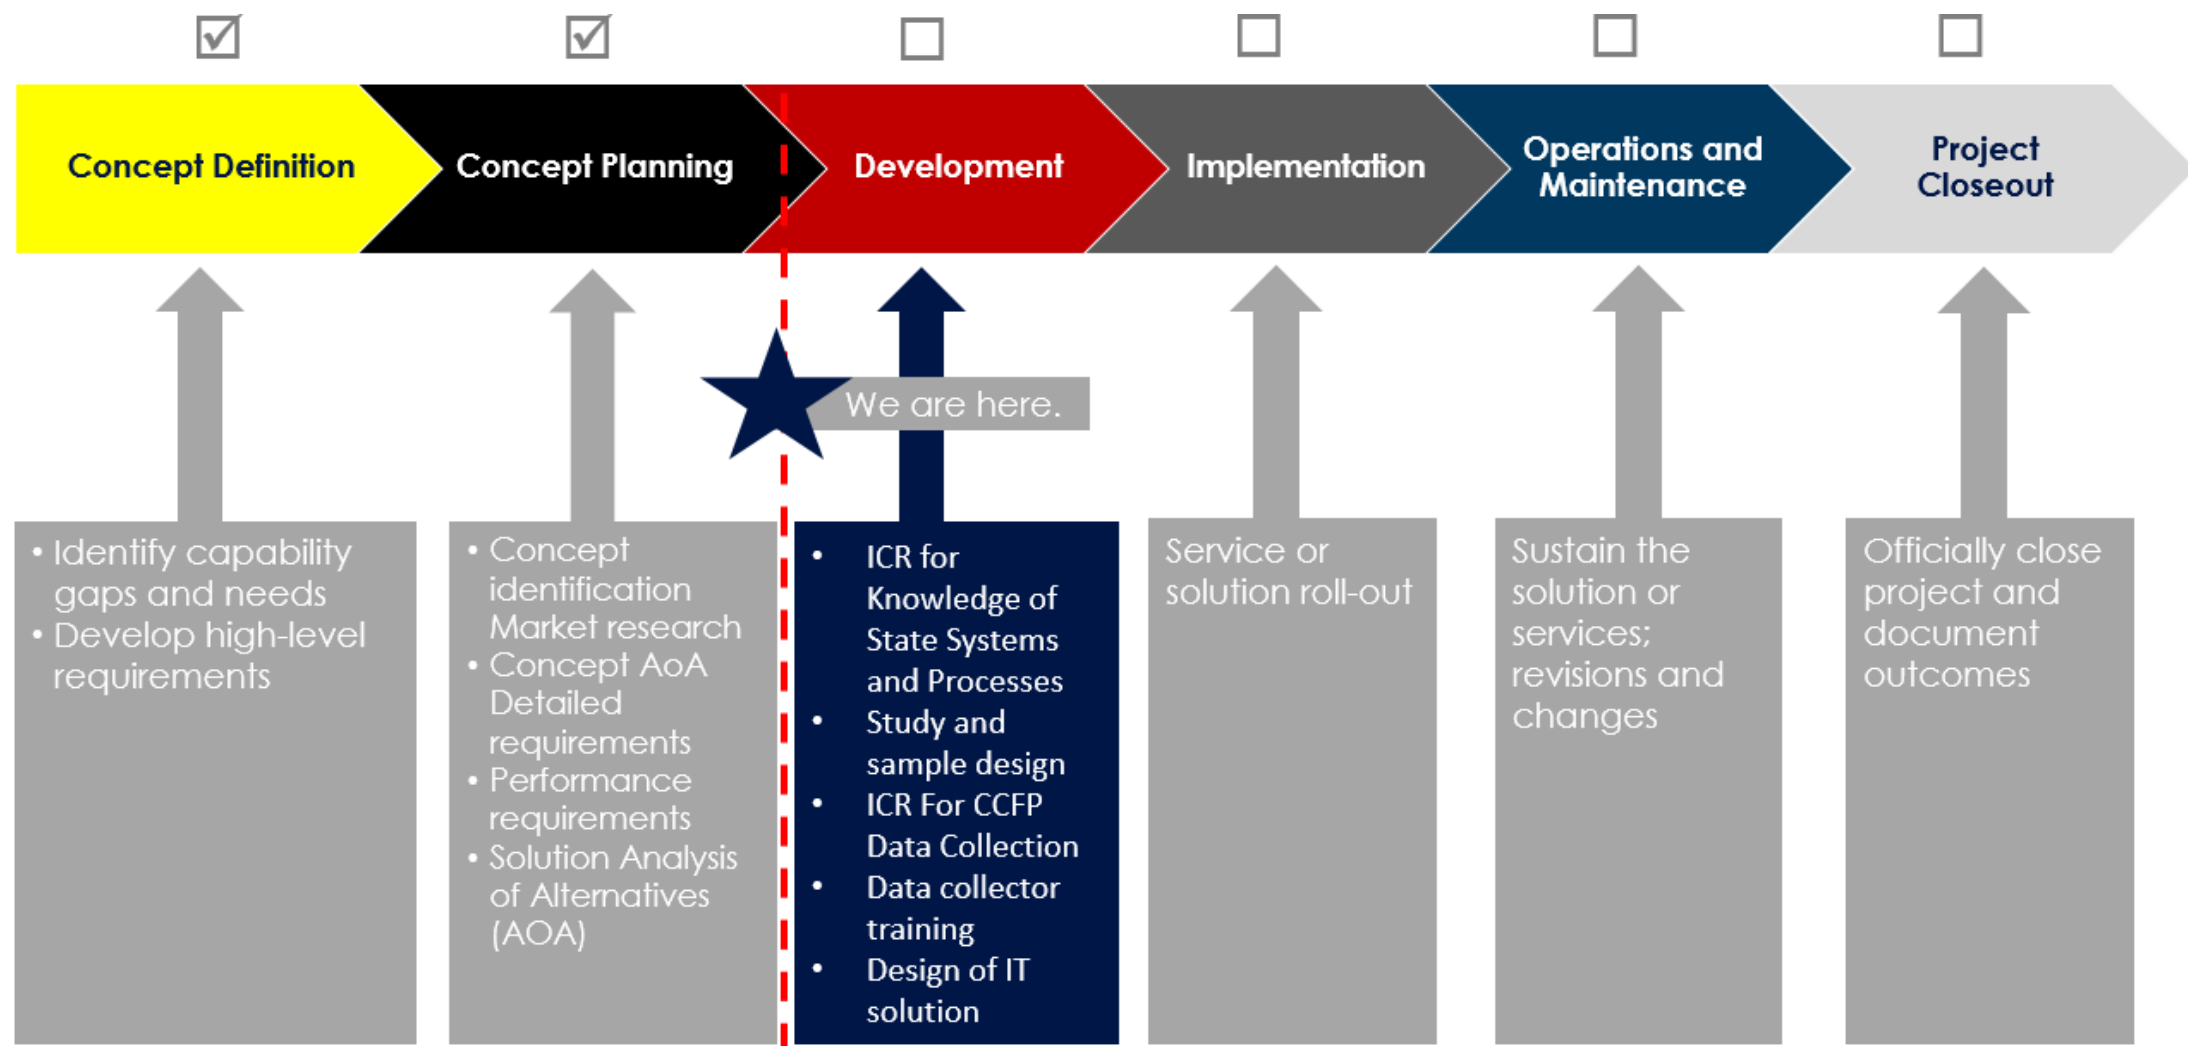 Concept Definition
Concept Planning
Development
Implementation
Operations and
Maintenance
Project
Closeout
We are here.
• Identify capability
gaps and needs
• Develop high-level
requirements
• Concept
identification
Market research
• Concept AoA
Detailed
requirements
• Performance
requirements
• Solution Analysis
of Alternatives
(AOA)
• ICR for
Knowledge of
State Systems
and Processes
• Study and
sample design
• ICR For CCFP
Data Collection
• Data collector
training
• Design of IT
solution
Service or
solution roll-out
Sustain the
solution or
services;
revisions and
changes
Officially close
project and
document
outcomes